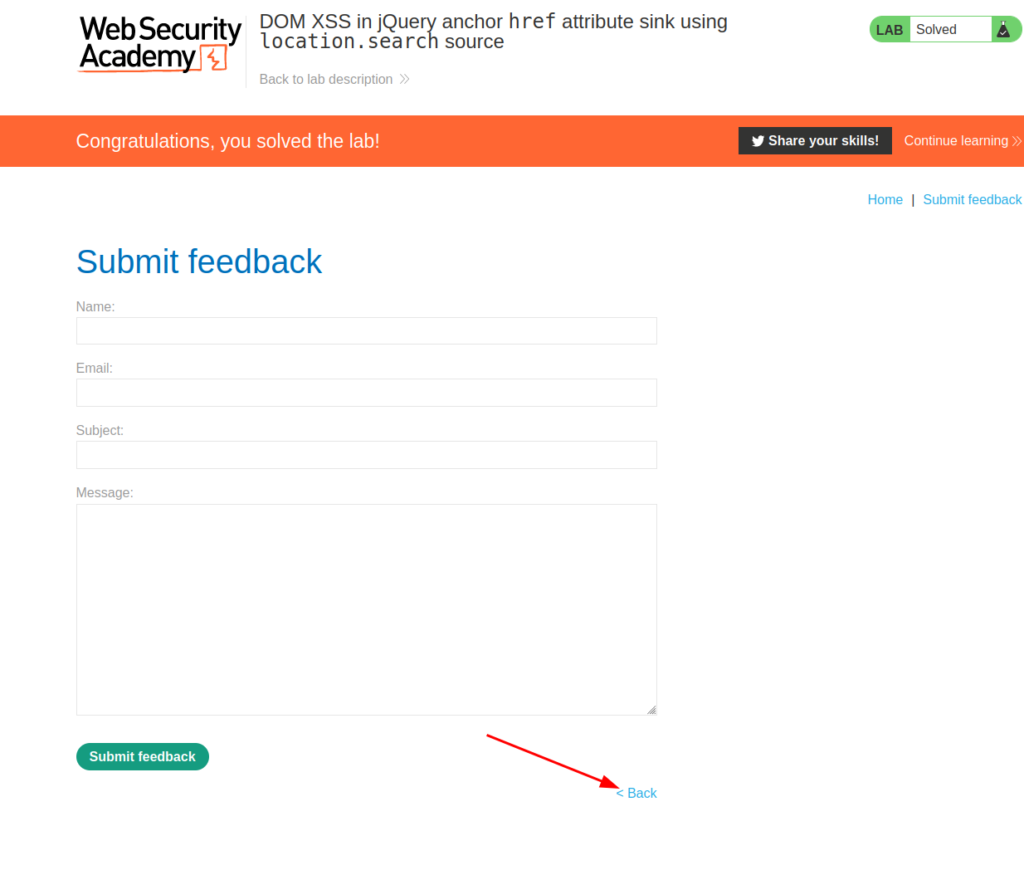 Web Security
Academy
DOM XSS in jQuery anchor href attribute sink using
location.search source
Back to lab description
LAB Solved
Congratulations, you solved the lab!
Share your skills!
Continue learning
Home | Submit feedback
Submit feedback
Name:
Email:
Subject:
Message:
Submit feedback
< Back